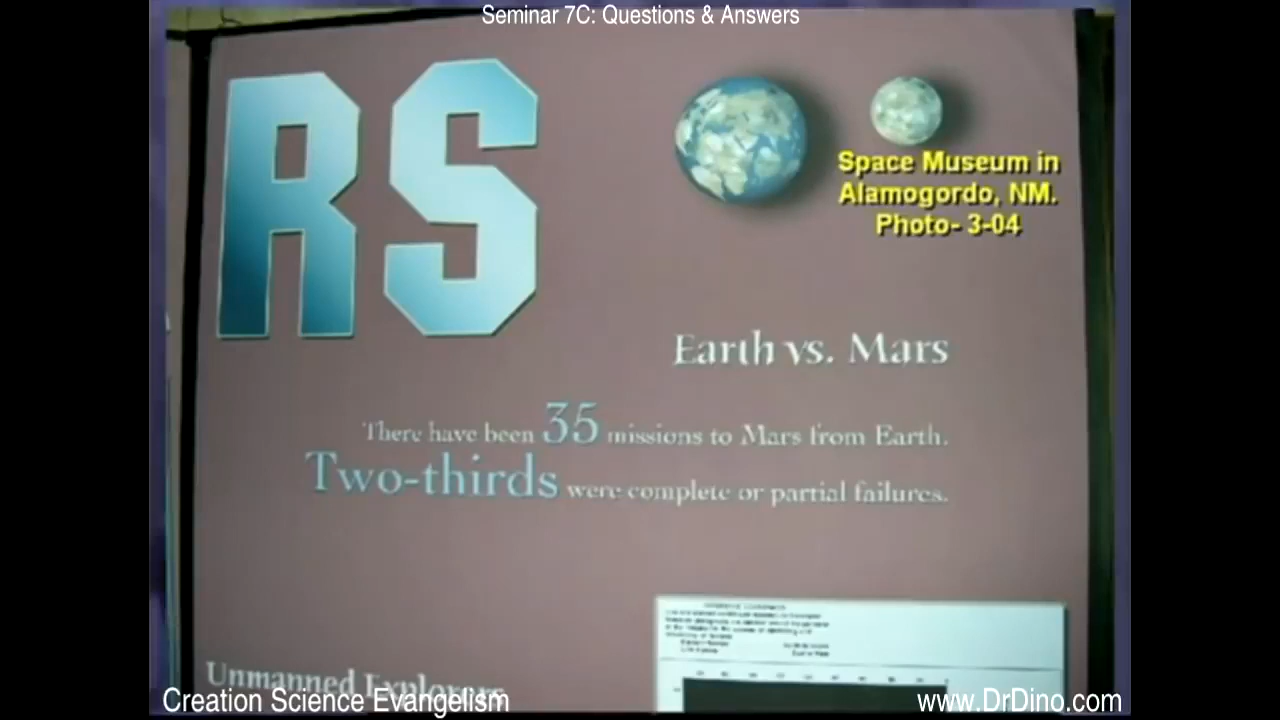 Seminar 7C: Questions & Answers
RS
Space Museum in
Alamogordo, NM.
Photo- 3-04
Earth vs. Mars
There have been 35 missions to Mars from Earth.
Two-thirds were complete or partial failures.
Unmanned Explorers
Creation Science Evangelism
www.DrDino.com